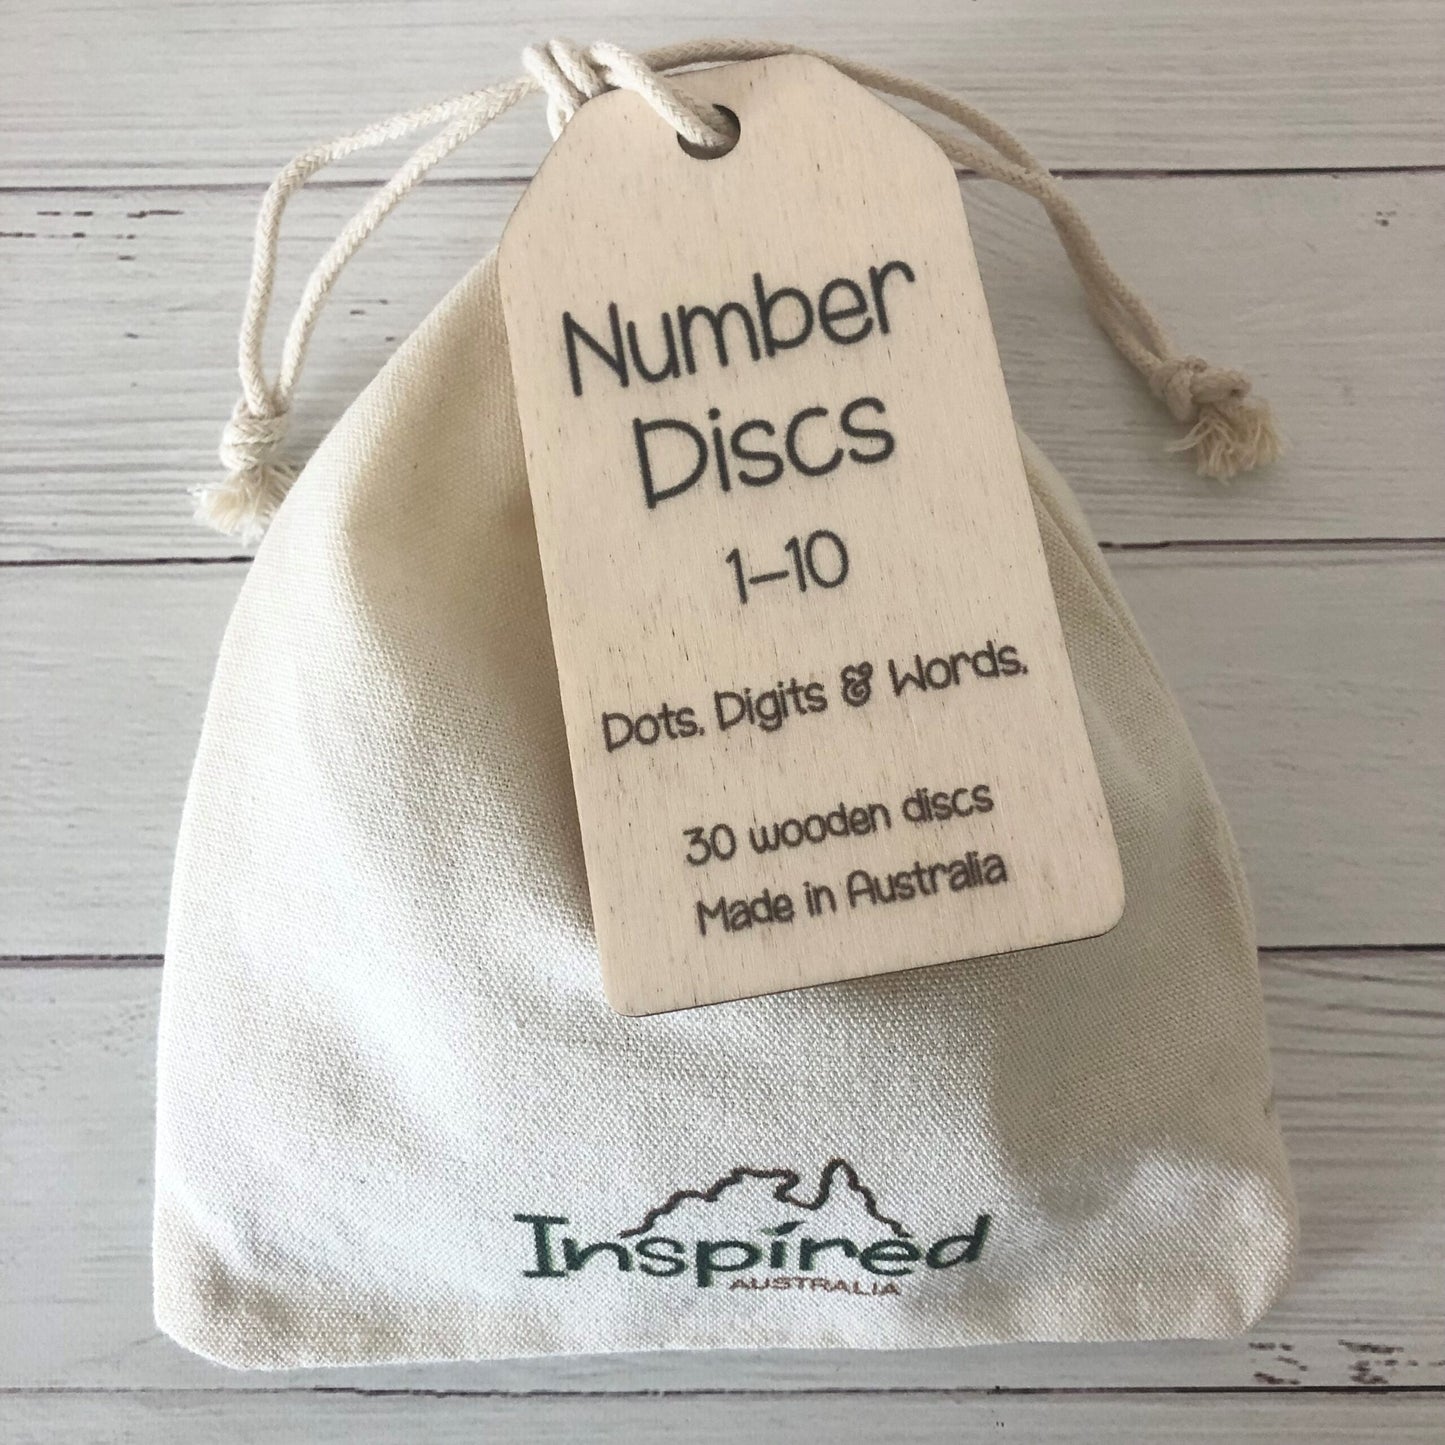 Number
Discs
1–10
Dots, Digits & Words.
30 wooden discs
Made in Australia
Inspired
AUSTRALIA